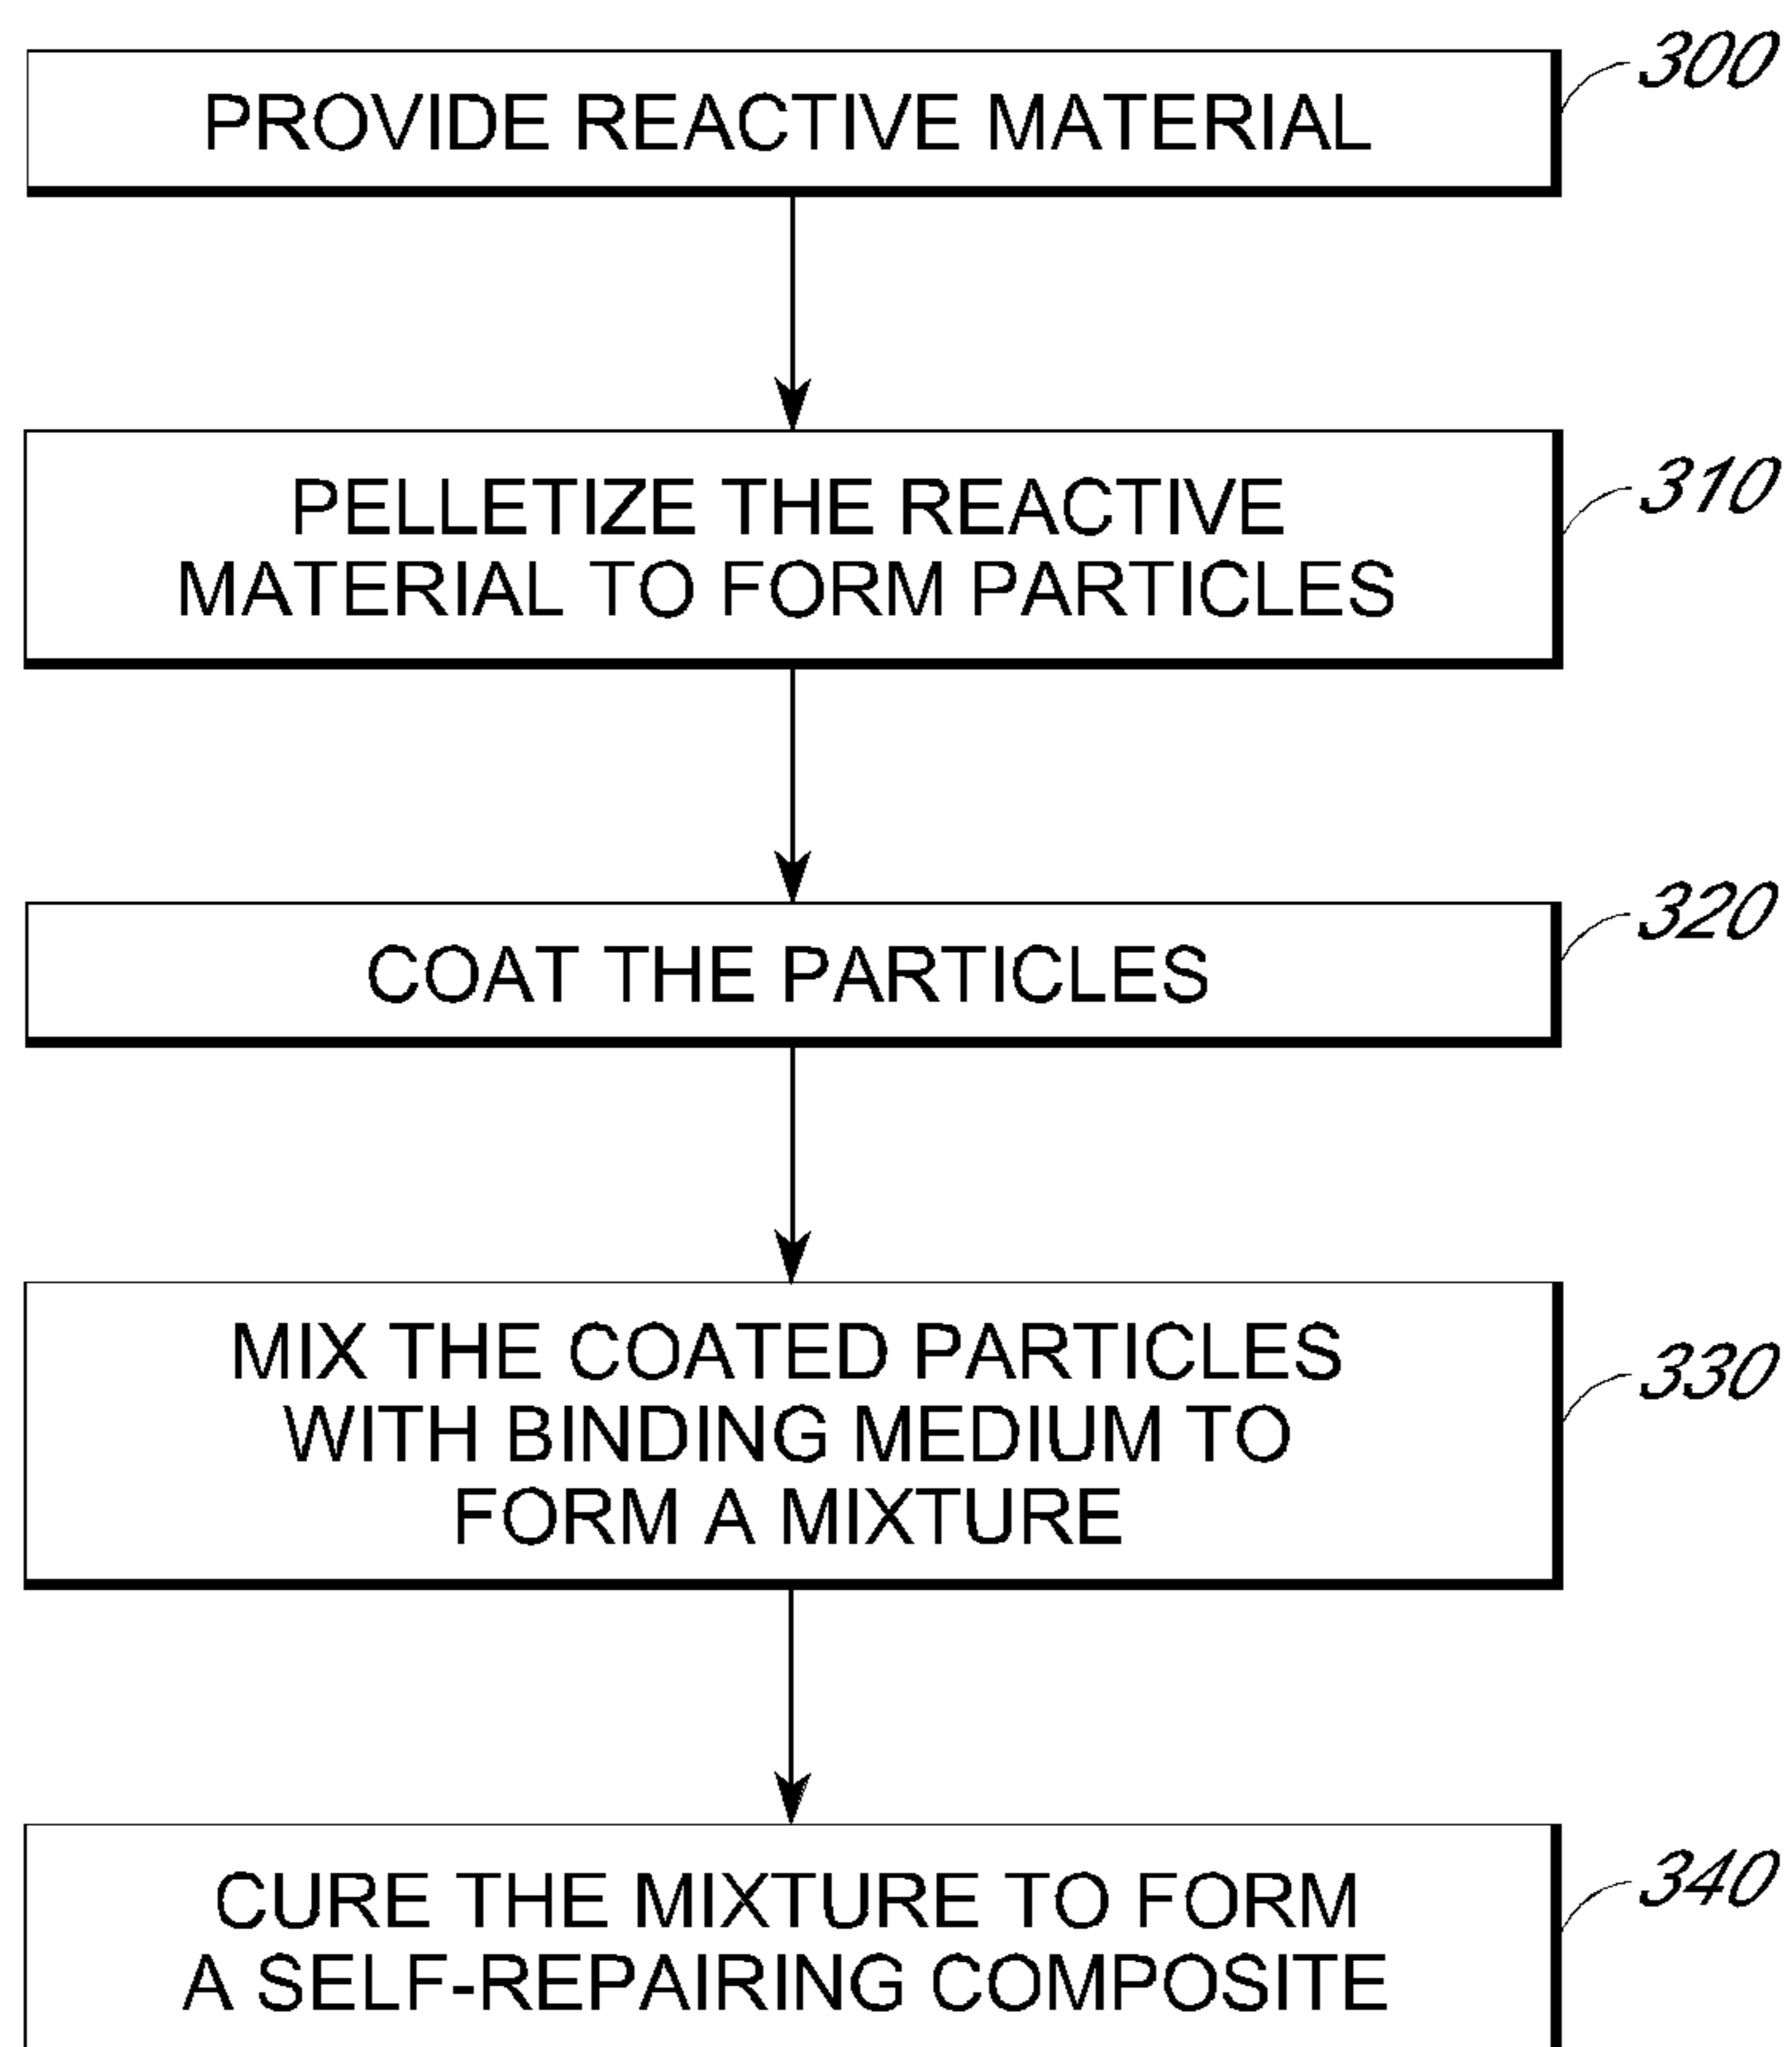 PROVIDE REACTIVE MATERIAL
300
PELLETIZE THE REACTIVE
MATERIAL TO FORM PARTICLES
310
COAT THE PARTICLES
320
MIX THE COATED PARTICLES
WITH BINDING MEDIUM TO
FORM A MIXTURE
330
CURE THE MIXTURE TO FORM
A SELF-REPAIRING COMPOSITE
340